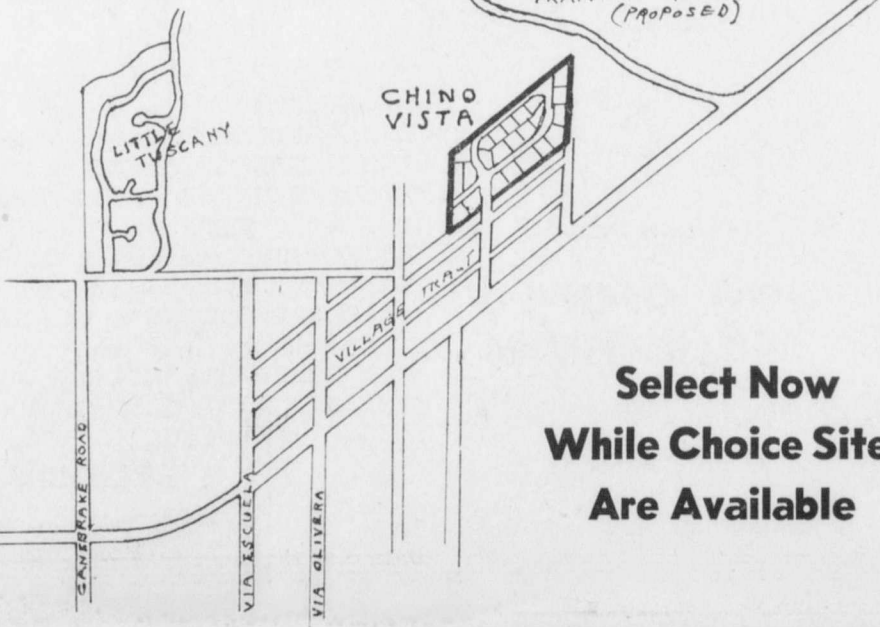 (PROPOSED)
CHINO
VISTA
LITTLE
TUSCANY
VILLAGE TRACT
Select Now
While Choice Site
Are Available
CANEBRAKE ROAD
VIA ESCUELA
VIA OLIVERA